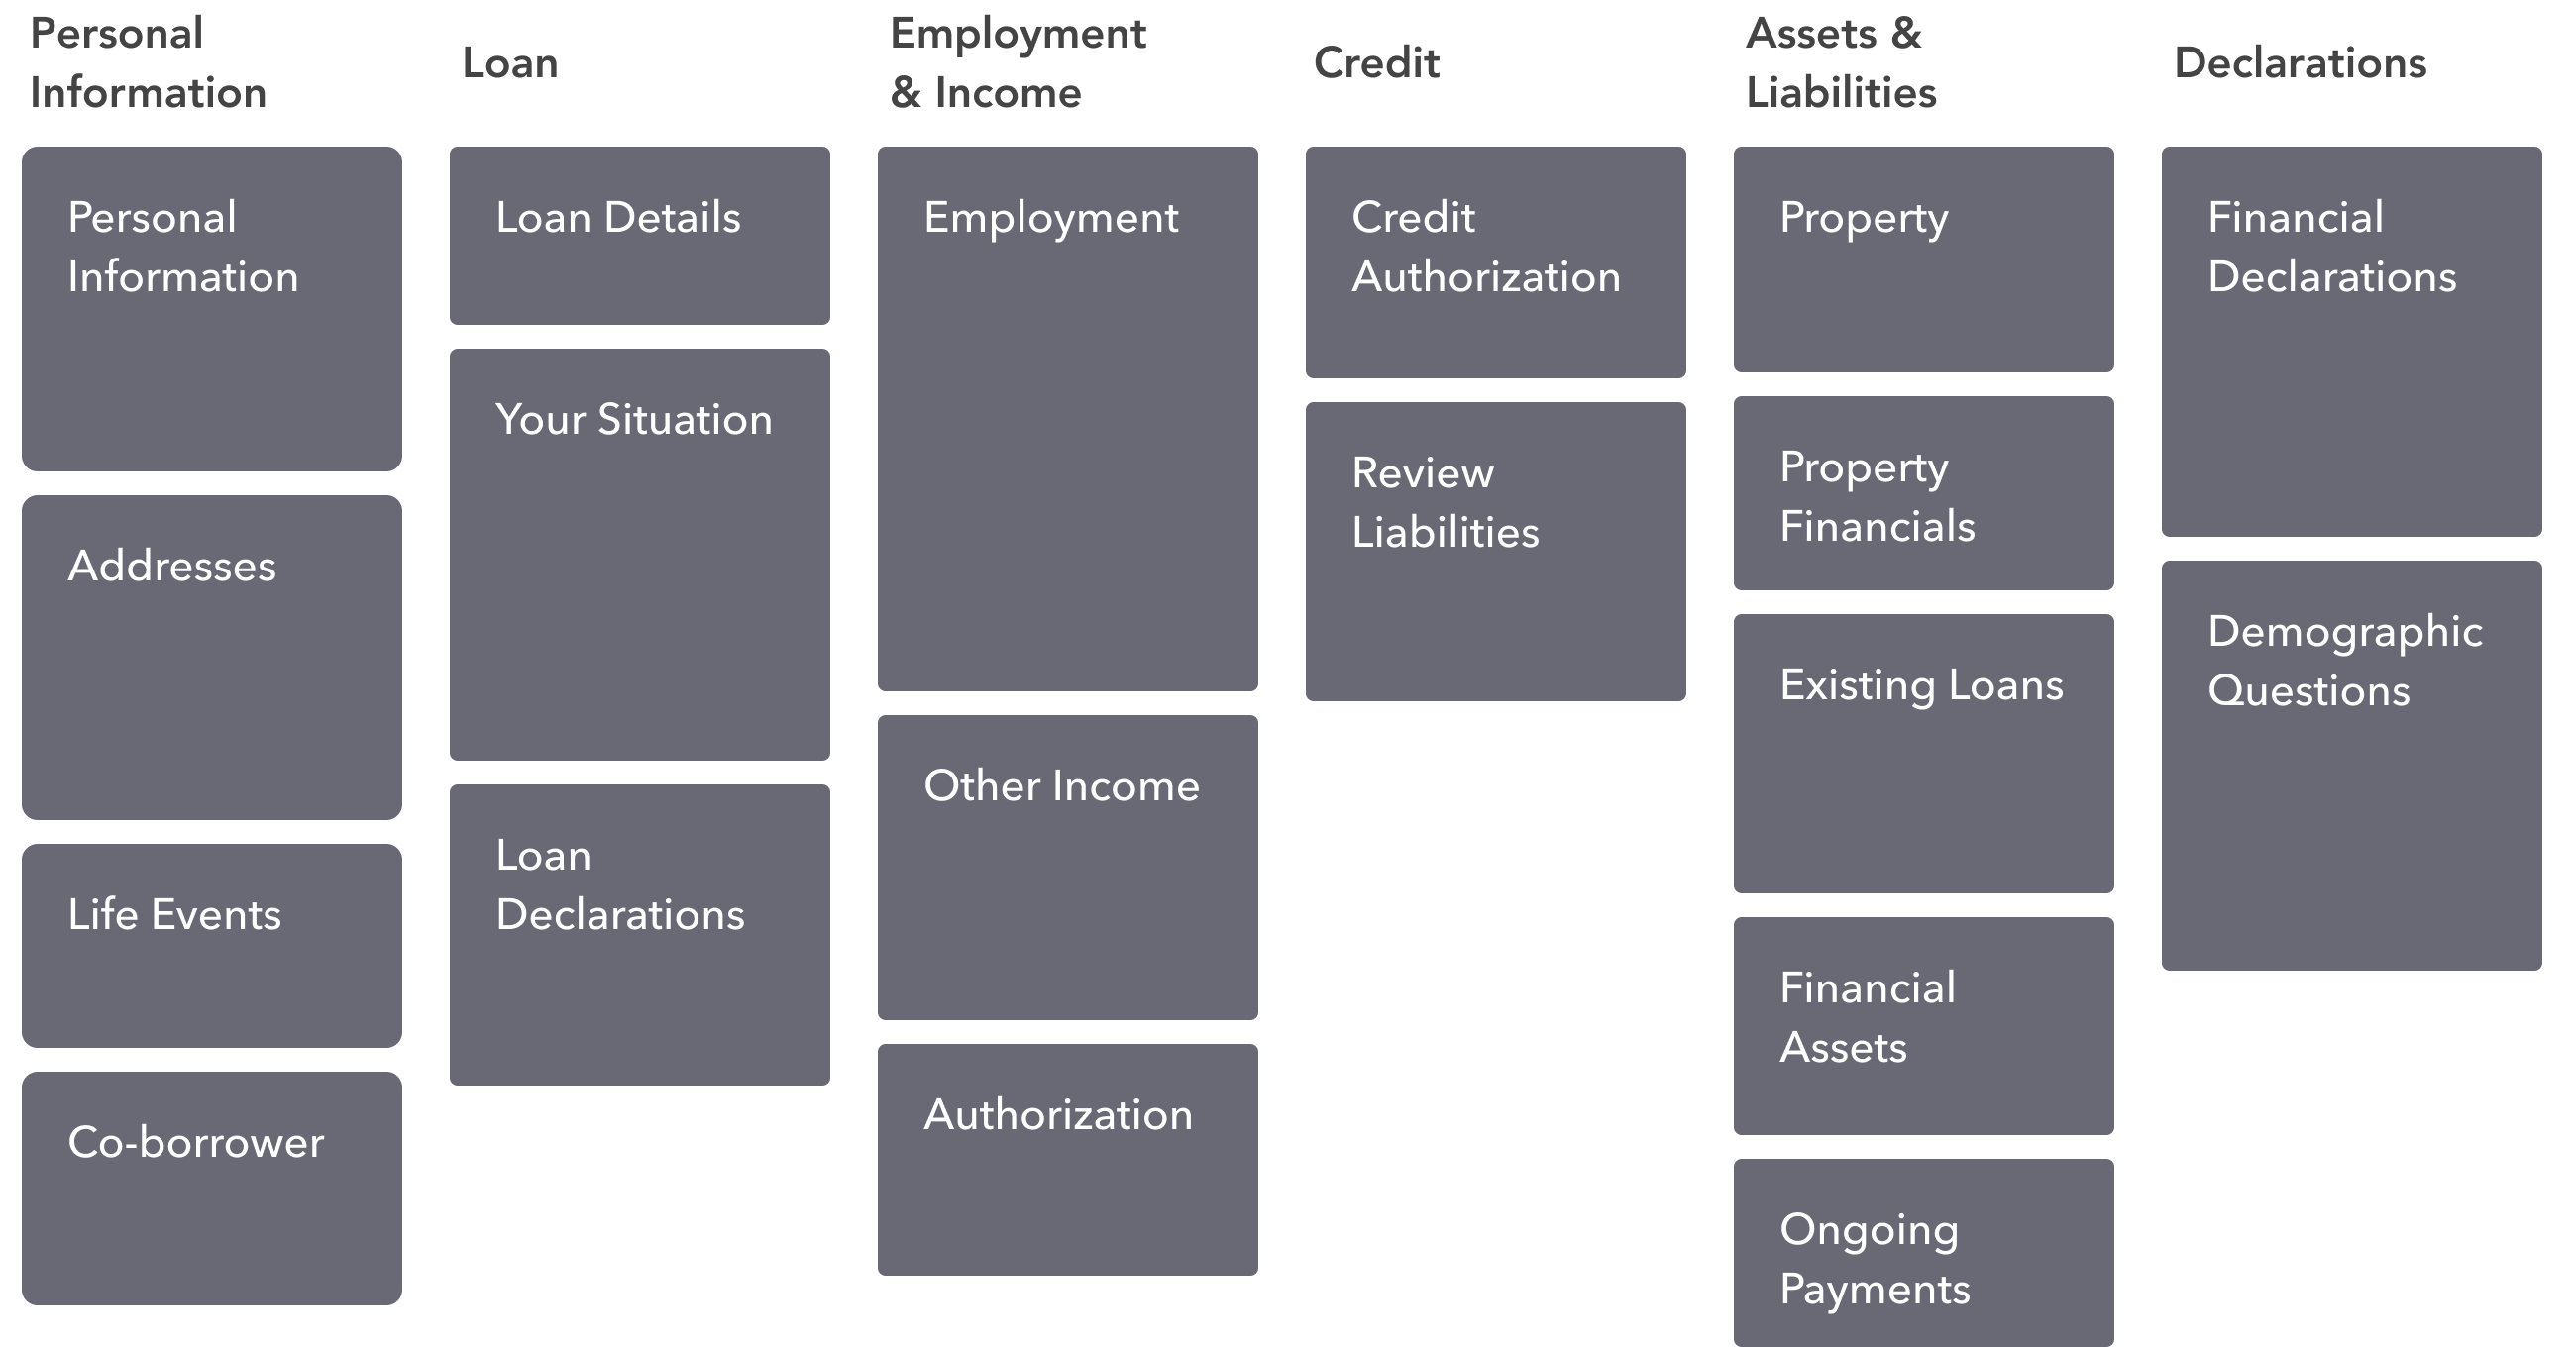 Personal
Information
Personal
Information
Addresses
Life Events
Co-borrower
Loan
Loan Details
Your Situation
Loan
Declarations
Employment
& Income
Employment
Other Income
Authorization
Credit
Credit
Authorization
Review
Liabilities
Assets &
Liabilities
Property
Property
Financials
Existing Loans
Financial
Assets
Ongoing
Payments
Declarations
Financial
Declarations
Demographic
Questions